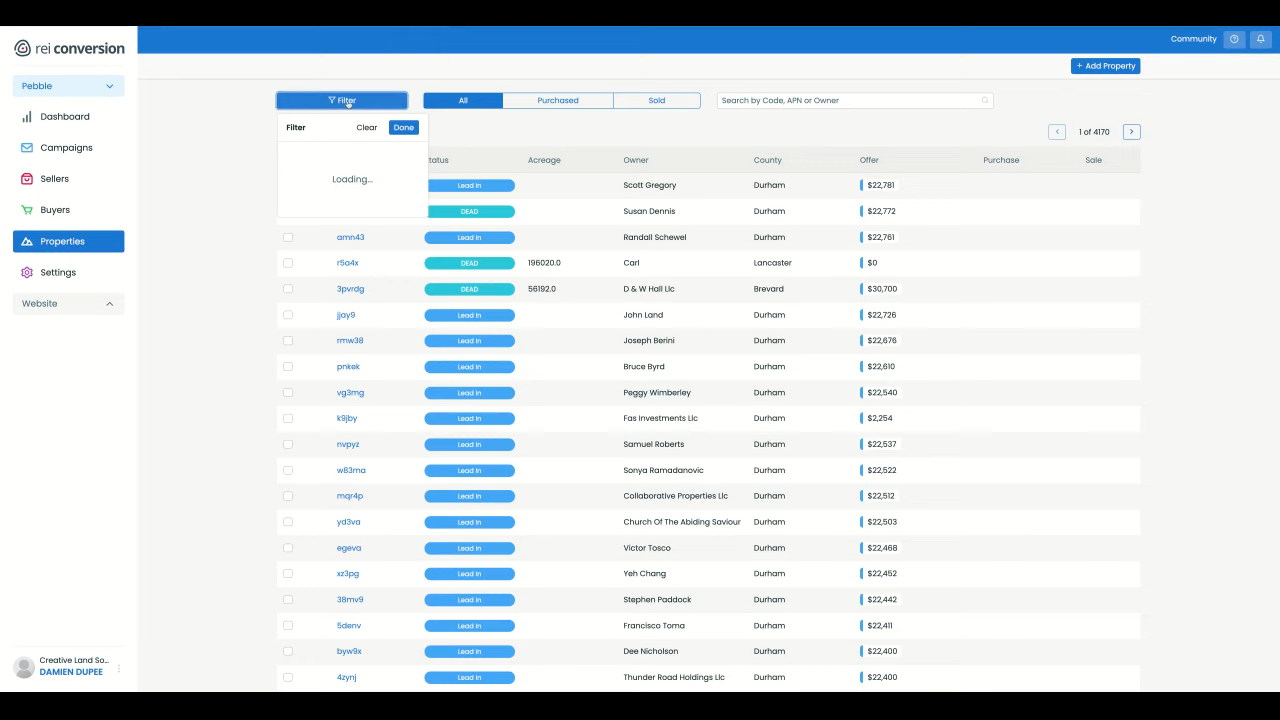 rei conversion
Community
+ Add Property
Pebble
Dashboard
Campaigns
Sellers
Buyers
Properties
Settings
Website
Filter
All
Purchased
Sold
Search by Code, APN or Owner
Filter
Clear
Done
Loading...
1 of 4170
tatus Acreage Owner County Offer Purchase Sale
Lead In Scott Gregory Durham $22,781
DEAD Susan Dennis Durham $22,772
amn43 Lead In Randall Schewel Durham $22,761
r5a4x DEAD 196020.0 Carl Lancaster $0
3pvrdg DEAD 56192.0 D & W Hall Llc Brevard $30,700
jjay9 Lead In John Land Durham $22,726
rmw38 Lead In Joseph Berini Durham $22,676
pnkek Lead In Bruce Byrd Durham $22,610
vg3mg Lead In Peggy Wimberley Durham $22,540
k9jby Lead In Fas Investments Llc Durham $2,254
nvpyz Lead In Samuel Roberts Durham $22,537
w83ma Lead In Sonya Ramadanovic Durham $22,522
mqr4p Lead In Collaborative Properties Llc Durham $22,512
yd3va Lead In Church Of The Abiding Saviour Durham $22,503
egeva Lead In Victor Tosco Durham $22,468
xz3pg Lead In Yeh Chang Durham $22,452
38mv9 Lead In Stephen Paddock Durham $22,442
5denv Lead In Francisco Toma Durham $22,411
byw9x Lead In Dee Nicholson Durham $22,400
4zynj Lead In Thunder Road Holdings Llc Durham $22,400
Creative Land So...
DAMIEN DUPEE